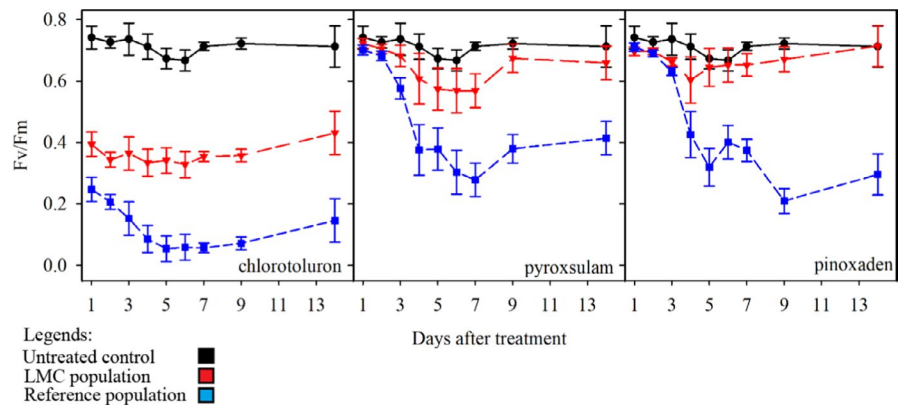 0.8
0.6
0.4
0.2
0.0
Fv/Fm
chlorotoluron
pyroxsulam
pinoxaden
1 3 5 7 9 11 13
1 3 5 7 9 11 13
1 3 5 7 9 11 13
Days after treatment
Legends:
Untreated control
LMC population
Reference population